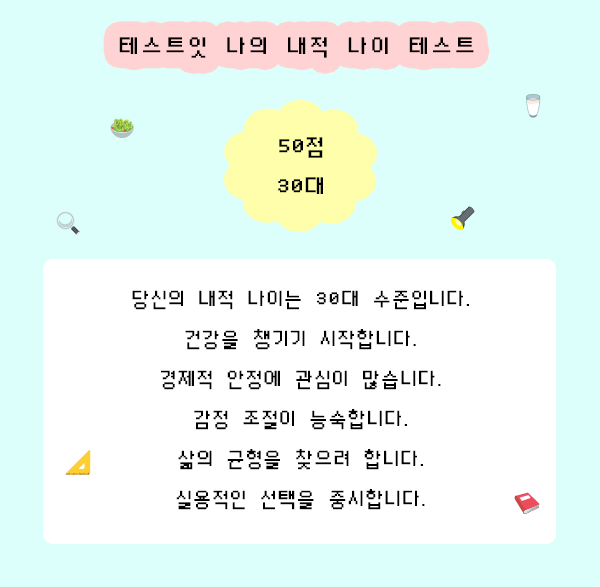 테스트잇 나의 내적 나이 테스트
50점
30대
당신의 내적 나이는 30대 수준입니다.
건강을 챙기기 시작합니다.
경제적 안정에 관심이 많습니다.
감정 조절이 능숙합니다.
삶의 균형을 찾으려 합니다.
실용적인 선택을 중시합니다.